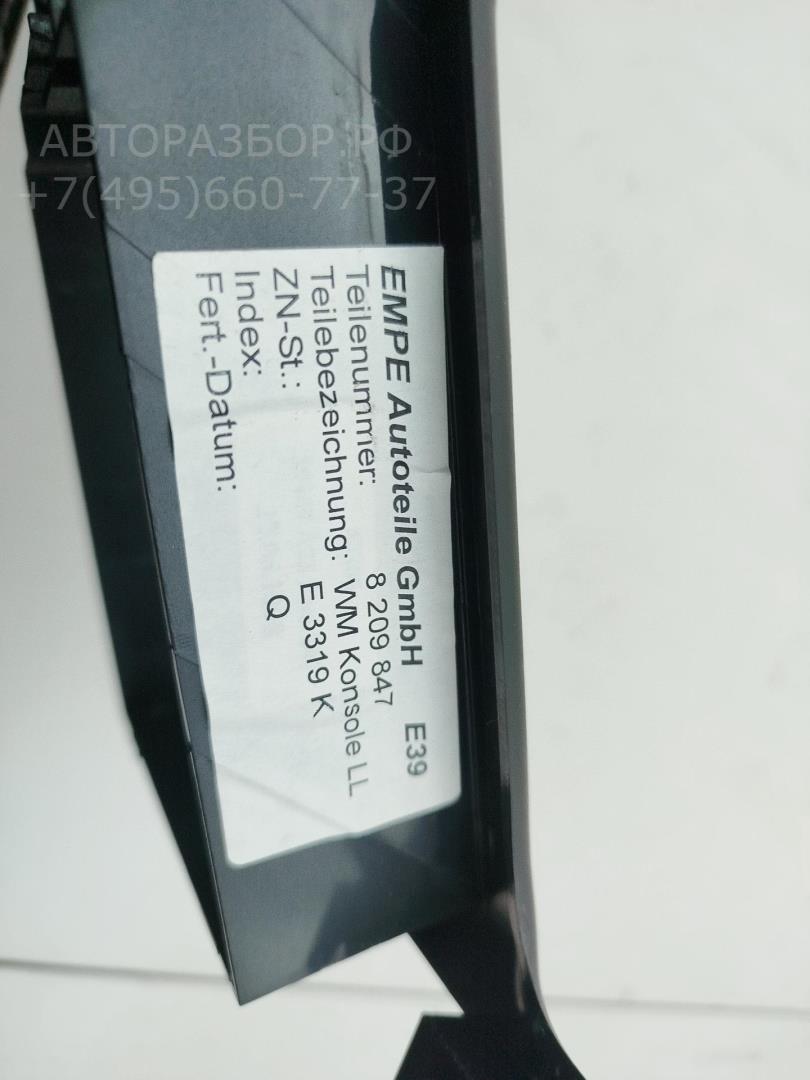 АВТОРАЗБОР.РФ
+7(495)660-77-37
EMPE Autoteile GmbH E39
Teilenummer: 8 209 847
Teilebezeichnung: WM Konsole LL
ZN-St.: E 3319 K
Index: Q
Fert.-Datum: